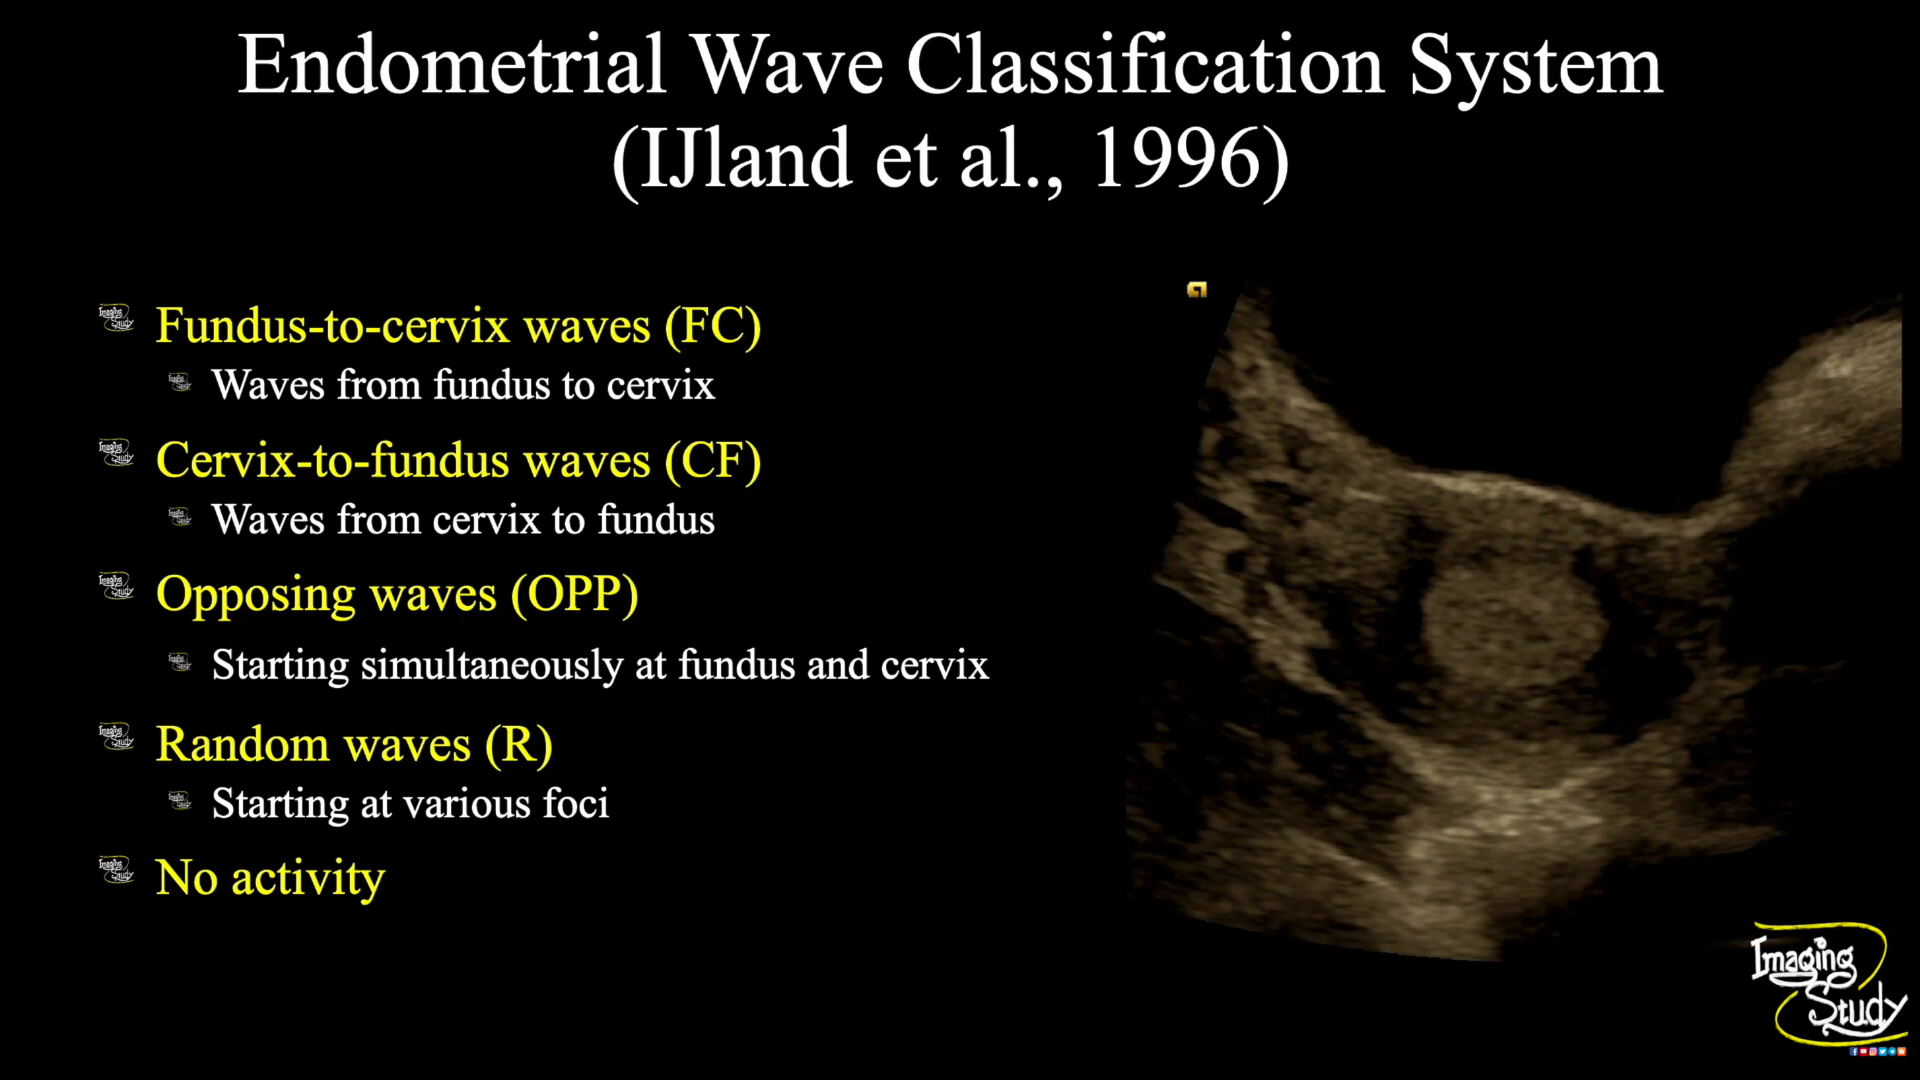 Endometrial Wave Classification System
(IJland et al., 1996)
Fundus-to-cervix waves (FC)
Waves from fundus to cervix
Cervix-to-fundus waves (CF)
Waves from cervix to fundus
Opposing waves (OPP)
Starting simultaneously at fundus and cervix
Random waves (R)
Starting at various foci
No activity
Imaging
Study